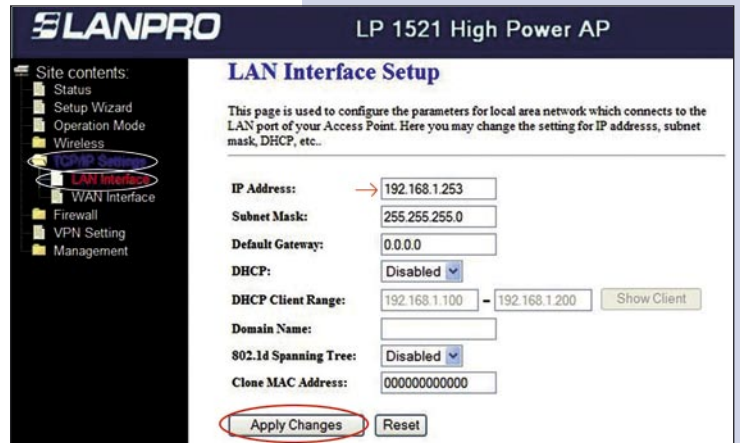 LANPRO
LP 1521 High Power AP
Site contents:
Status
Setup Wizard
Operation Mode
Wireless
TCP/IP Settings
LAN Interface
WAN Interface
Firewall
VPN Setting
Management
LAN Interface Setup
This page is used to configure the parameters for local area network which connects to the
LAN port of your Access Point. Here you may change the setting for IP addresss, subnet
mask, DHCP, etc..
IP Address: 192.168.1.253
Subnet Mask: 255.255.255.0
Default Gateway: 0.0.0.0
DHCP: Disabled
DHCP Client Range: 192.168.1.100 – 192.168.1.200 Show Client
Domain Name:
802.1d Spanning Tree: Disabled
Clone MAC Address: 000000000000
Apply Changes Reset